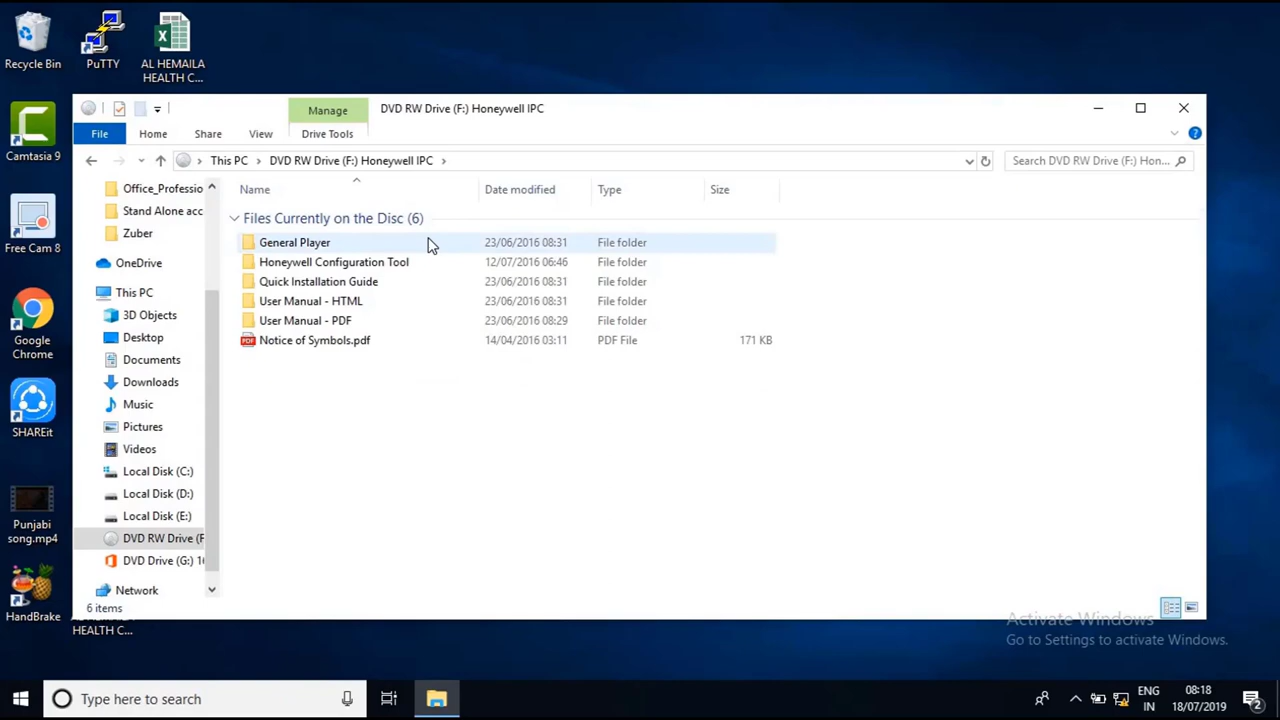 Recycle Bin
PuTTY
AL HEMAILA
HEALTH C...
Camtasia 9
Free Cam 8
Google
Chrome
SHAREit
Punjabi
song.mp4
HandBrake
HEALTH C...
Manage
DVD RW Drive (F:) Honeywell IPC
File
Home
Share
View
Drive Tools
This PC
DVD RW Drive (F:) Honeywell IPC
Search DVD RW Drive (F:) Hon...
Office_Professio
Stand Alone acc
Zuber
OneDrive
This PC
3D Objects
Desktop
Documents
Downloads
Music
Pictures
Videos
Local Disk (C:)
Local Disk (D:)
Local Disk (E:)
DVD RW Drive (F
DVD Drive (G:) 16
Network
Name Date modified Type Size
Files Currently on the Disc (6)
General Player 23/06/2016 08:31 File folder
Honeywell Configuration Tool 12/07/2016 06:46 File folder
Quick Installation Guide 23/06/2016 08:31 File folder
User Manual - HTML 23/06/2016 08:31 File folder
User Manual - PDF 23/06/2016 08:29 File folder
Notice of Symbols.pdf 14/04/2016 03:11 PDF File 171 KB
6 items
Activate Windows
Go to Settings to activate Windows.
Type here to search
ENG
IN
08:18
18/07/2019
2